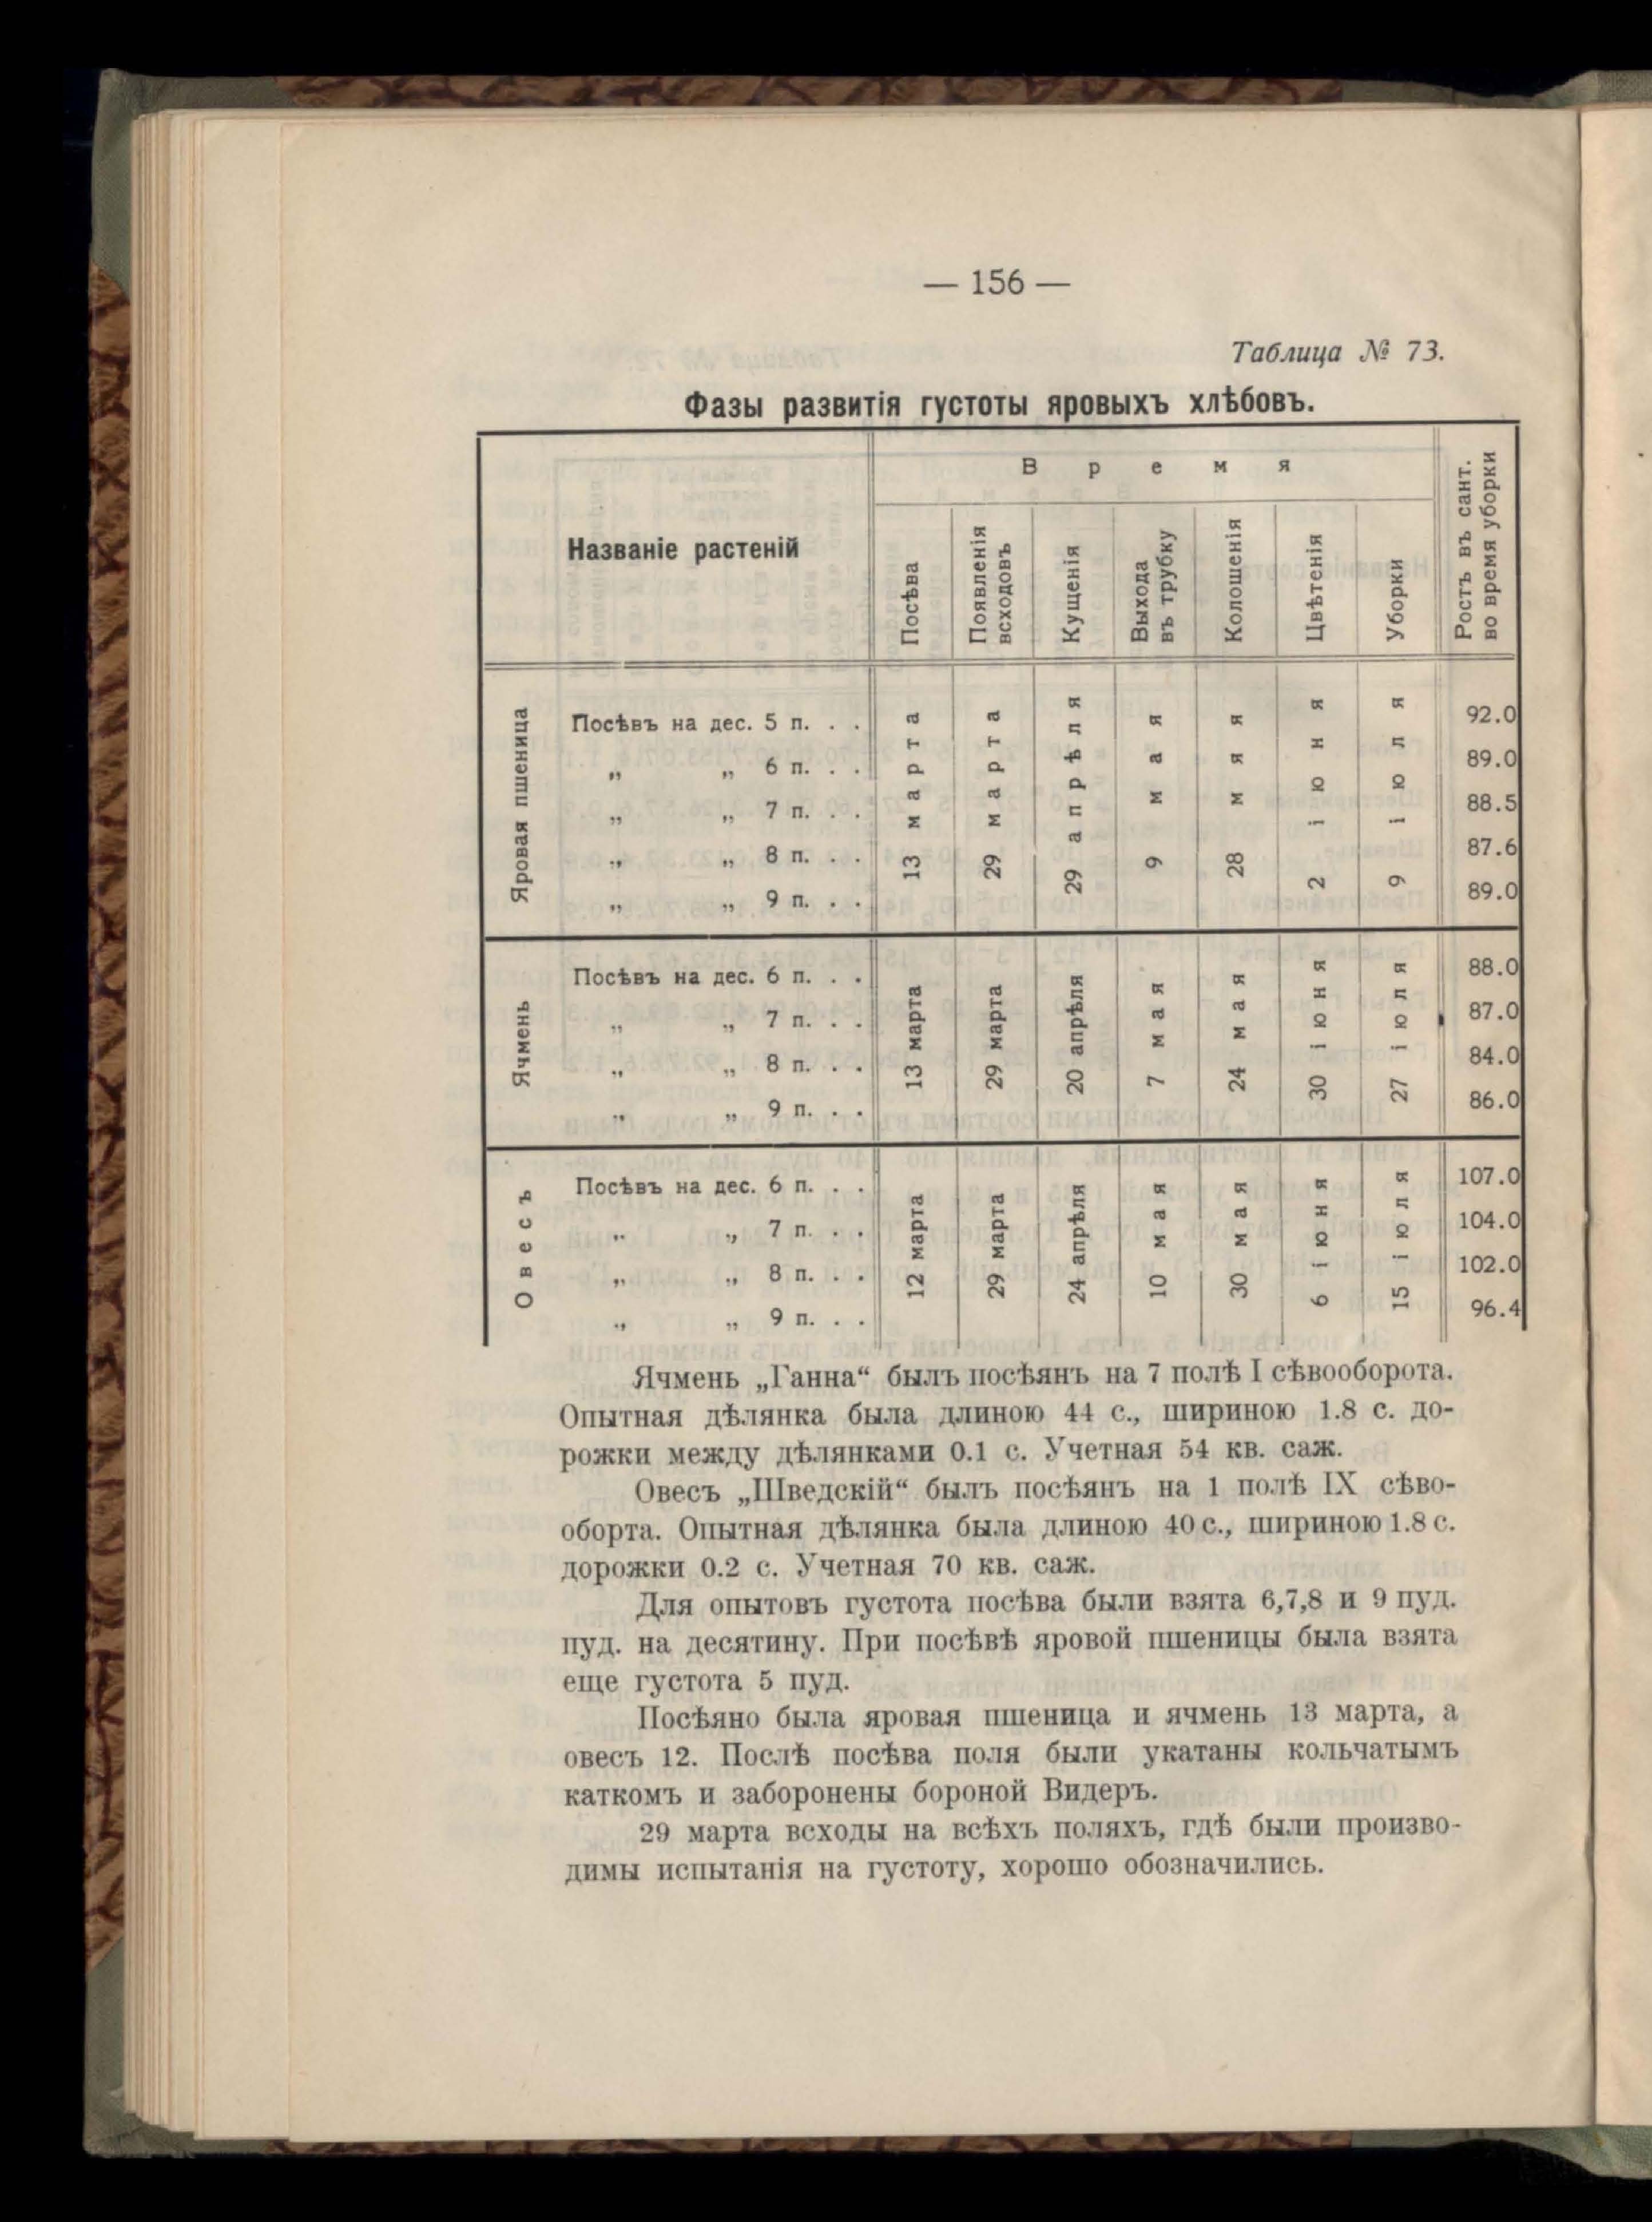 — 156 —
Таблица № 73.
Фазы развитія густоты яровыхъ хлѣбовъ.
Названіе растеній
Время
Посѣва
Появленія
всходовъ
Кущенія
Выхода
въ трубку
Колошенія
Цвѣтенія
Уборки
Ростъ въ сант.
во время уборки
Яровая пшеница
Посѣвъ на дес. 5 п. . . 92.0
„ „ 6 п. . . 89.0
„ „ 7 п. . . 88.5
„ „ 8 п. . . 87.6
„ „ 9 п. . . 89.0
13 марта
29 марта
29 апрѣля
9 мая
28 мяя
2 іюня
9 іюля
Ячмень
Посѣвъ на дес. 6 п. . . 88.0
„ „ 7 п. . . 87.0
„ „ 8 п. . . 84.0
„ „ 9 п. . . 86.0
13 марта
29 марта
20 апрѣля
7 мая
24 мая
30 іюня
27 іюля
Овесъ
Посѣвъ на дес. 6 п. . . 107.0
„ „ 7 п. . . 104.0
„ „ 8 п. . . 102.0
„ „ 9 п. . . 96.4
12 марта
29 марта
24 апрѣля
10 мая
30 мая
6 іюня
15 іюля
Ячмень „Ганна“ былъ посѣянъ на 7 полѣ I сѣвооборота.
Опытная дѣлянка была длиною 44 с., шириною 1.8 с. до-
рожки между дѣлянками 0.1 с. Учетная 54 кв. саж.
Овесъ „Шведскій“ былъ посѣянъ на 1 полѣ IX сѣво-
оборта. Опытная дѣлянка была длиною 40 с., шириною 1.8 с.
дорожки 0.2 с. Учетная 70 кв. саж.
Для опытовъ густота посѣва были взята 6,7,8 и 9 пуд.
пуд. на десятину. При посѣвѣ яровой пшеницы была взята
еще густота 5 пуд.
Посѣяно была яровая пшеница и ячмень 13 марта, а
овесъ 12. Послѣ посѣва поля были укатаны кольчатымъ
каткомъ и заборонены бороной Видеръ.
29 марта всходы на всѣхъ поляхъ, гдѣ были произво-
димы испытанія на густоту, хорошо обозначились.